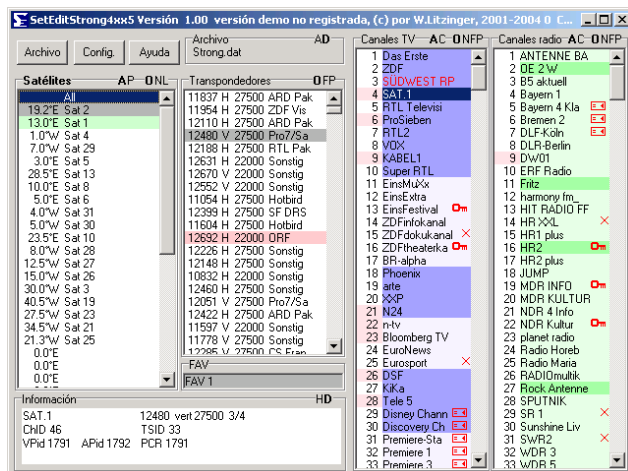 SetEditStrong4xx5 Versión 1.00 versión demo no registrada, (c) por W.Litzinger, 2001-2004 0 C...
Archivo
Config.
Ayuda
Archivo AD
Strong.dat
Satélites AP ONL
All
19.2°E Sat 2
13.0°E Sat 1
1.0°W Sat 4
7.0°W Sat 29
3.0°E Sat 5
28.5°E Sat 13
10.0°E Sat 8
5.0°E Sat 6
4.0°W Sat 31
5.0°W Sat 30
23.5°E Sat 10
8.0°W Sat 28
12.5°W Sat 27
15.0°W Sat 26
30.0°W Sat 3
40.5°W Sat 19
27.5°W Sat 23
34.5°W Sat 21
21.3°W Sat 25
0.0°E
0.0°E
0.0°E
Transpondedores OFP
11837 H 27500 ARD Pak
11954 H 27500 ZDF Vis
12110 H 27500 ARD Pak
12480 V 27500 Pro7/Sa
12188 H 27500 RTL Pak
12631 H 22000 Sonstig
12670 V 22000 Sonstig
12552 V 22000 Sonstig
11054 H 27500 Hotbird
12399 H 27500 SF DRS
11604 H 27500 Hotbird
12692 H 22000 ORF
12226 H 27500 Sonstig
12148 H 27500 Sonstig
10832 H 22000 Sonstig
12460 H 27500 Sonstig
12051 V 27500 Pro7/Sa
12422 H 27500 ARD Pak
11597 V 22000 Sonstig
11778 V 27500 Sonstig
12285 V 27500 CS Fran
FAV
FAV 1
Información HD
SAT.1 12480 vert 27500 3/4
ChID 46 TSID 33
VPid 1791 APid 1792 PCR 1791
Canales TV AC ONFP
1 Das Erste
2 ZDF
3 SÜDWEST RP
4 SAT.1
5 RTL Televisi
6 ProSieben
7 RTL2
8 VOX
9 KABEL1
10 Super RTL
11 EinsMuXx
12 EinsExtra
13 EinsFestival
14 ZDFinfokanal
15 ZDFdokukanal
16 ZDFtheaterka
17 BR-alpha
18 Phoenix
19 arte
20 XXP
21 N24
22 n-tv
23 Bloomberg TV
24 EuroNews
25 Eurosport
26 DSF
27 KiKa
28 Tele 5
29 Disney Chann
30 Discovery Ch
31 Premiere-Sta
32 Premiere 1
33 Premiere 3
Canales radio AC ONFP
1 ANTENNE BA
2 OE 2 W
3 B5 aktuell
4 Bayern 1
5 Bayern 4 Kla
6 Bremen 2
7 DLF-Köln
8 DLR-Berlin
9 DW01
10 ERF Radio
11 Fritz
12 harmony fm_
13 HIT RADIO FF
14 HR XXL
15 HR1 plus
16 HR2
17 HR2 plus
18 JUMP
19 MDR INFO
20 MDR KULTUR
21 NDR 4 Info
22 NDR Kultur
23 planet radio
24 Radio Horeb
25 Radio Maria
26 RADIOmultik
27 Rock Antenne
28 SPUTNIK
29 SR 1
30 Sunshine Liv
31 SWR2
32 WDR 3
33 WDR 5